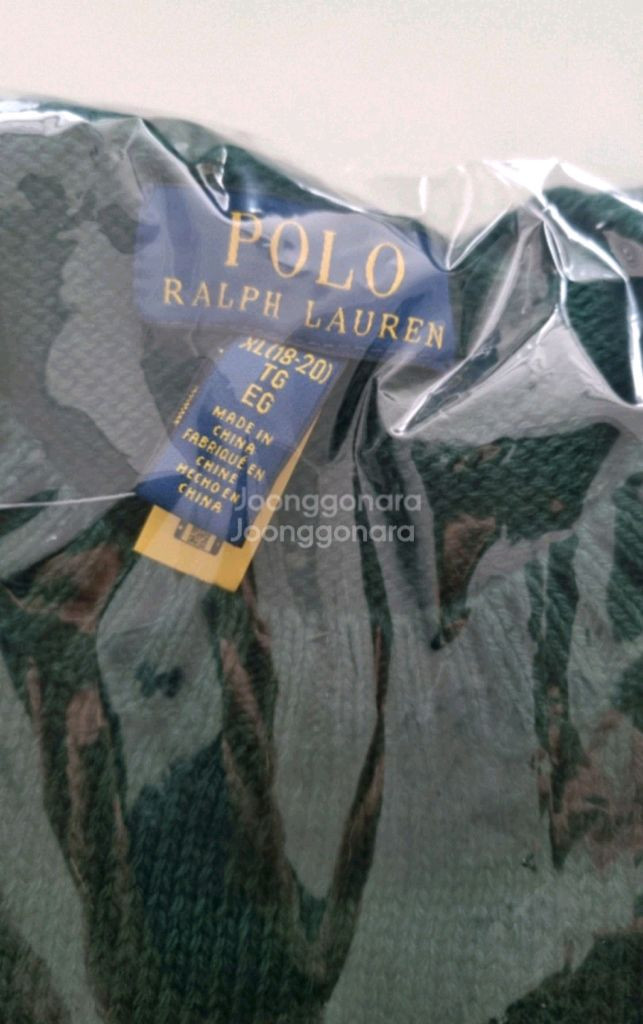 POLO
RALPH LAUREN
XL(18-20)
TG
EG
MADE IN
CHINA
FABRIQUÉ EN
CHINE
HECHO EN
CHINA
Joonggonara
Joonggonara